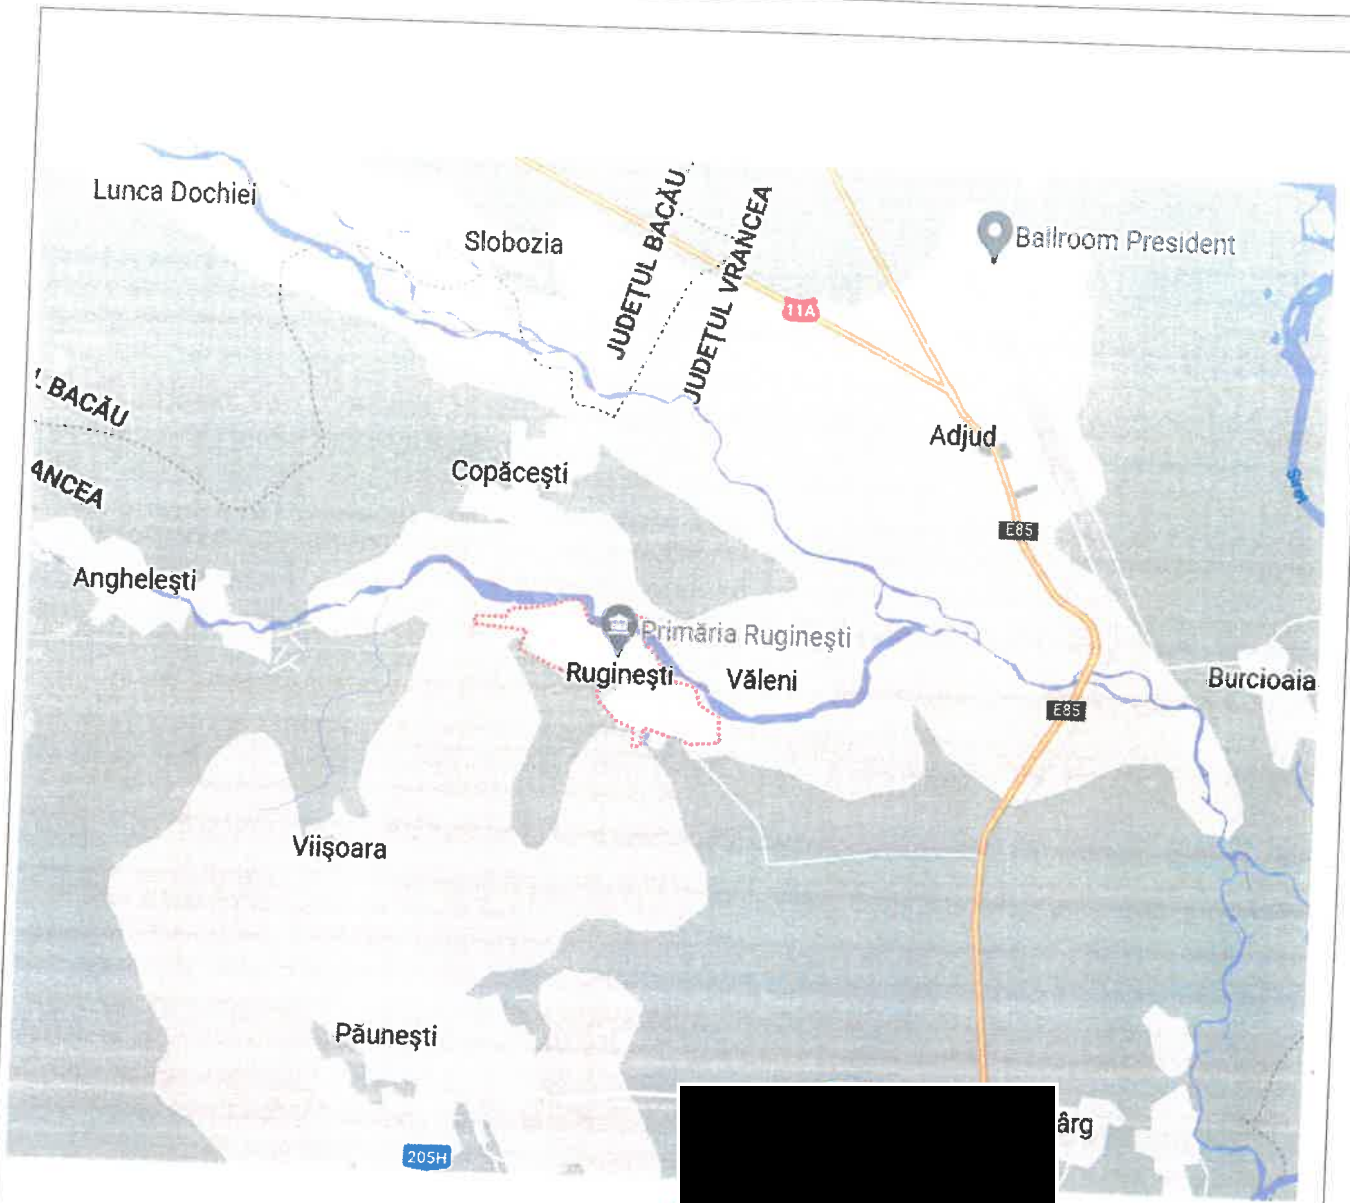 Lunca Dochiei
Slobozia
JUDEȚUL BACĂU
JUDEȚUL VRANCEA
Ballroom President
11A
BACĂU
ANCEA
Adjud
Copăcești
Siret
E85
Anghelești
Primăria Ruginești
Ruginești
Văleni
Burcioaia
E85
Viișoara
Păunești
ârg
205H